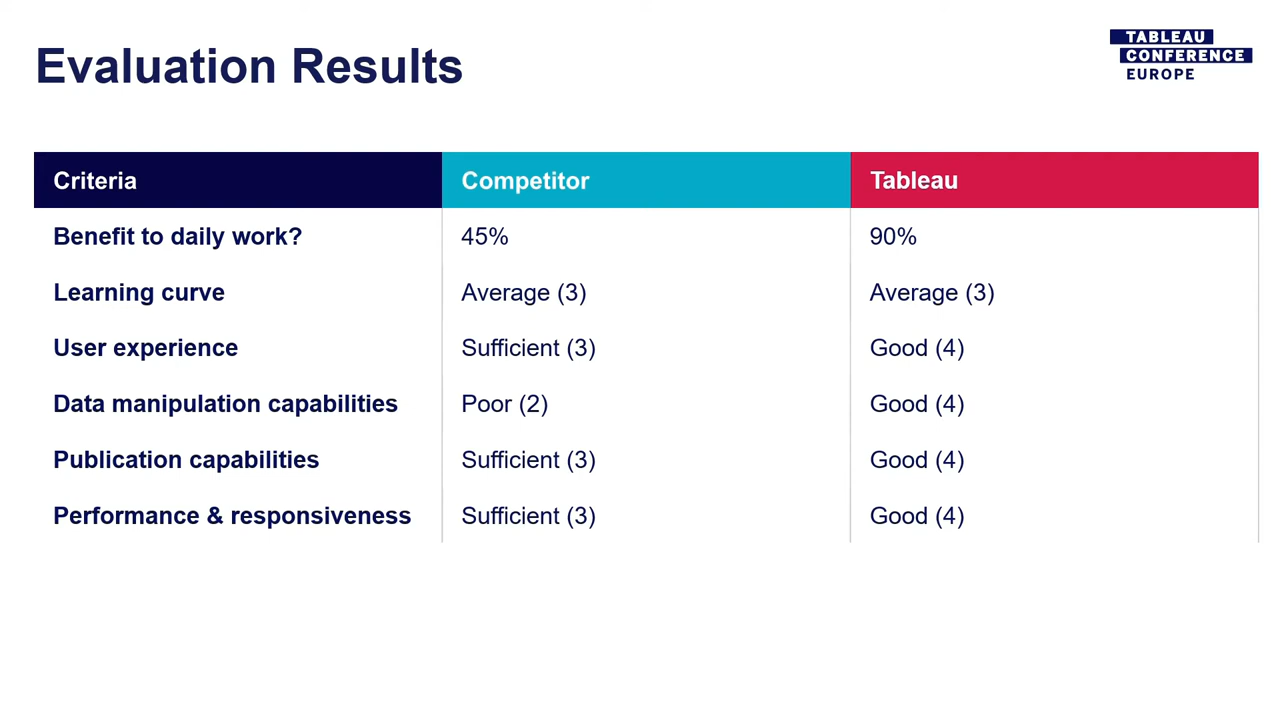 Evaluation Results
TABLEAU
CONFERENCE
EUROPE
Criteria Competitor Tableau
Benefit to daily work? 45% 90%
Learning curve Average (3) Average (3)
User experience Sufficient (3) Good (4)
Data manipulation capabilities Poor (2) Good (4)
Publication capabilities Sufficient (3) Good (4)
Performance & responsiveness Sufficient (3) Good (4)